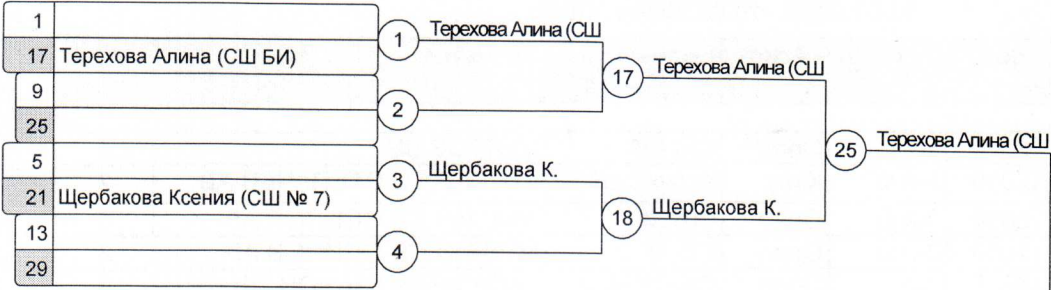 1
17 Терехова Алина (СШ БИ)
1
Терехова Алина (СШ
9
25
2
17
Терехова Алина (СШ
5
21 Щербакова Ксения (СШ № 7)
3
Щербакова К.
25
Терехова Алина (СШ
13
29
4
18
Щербакова К.